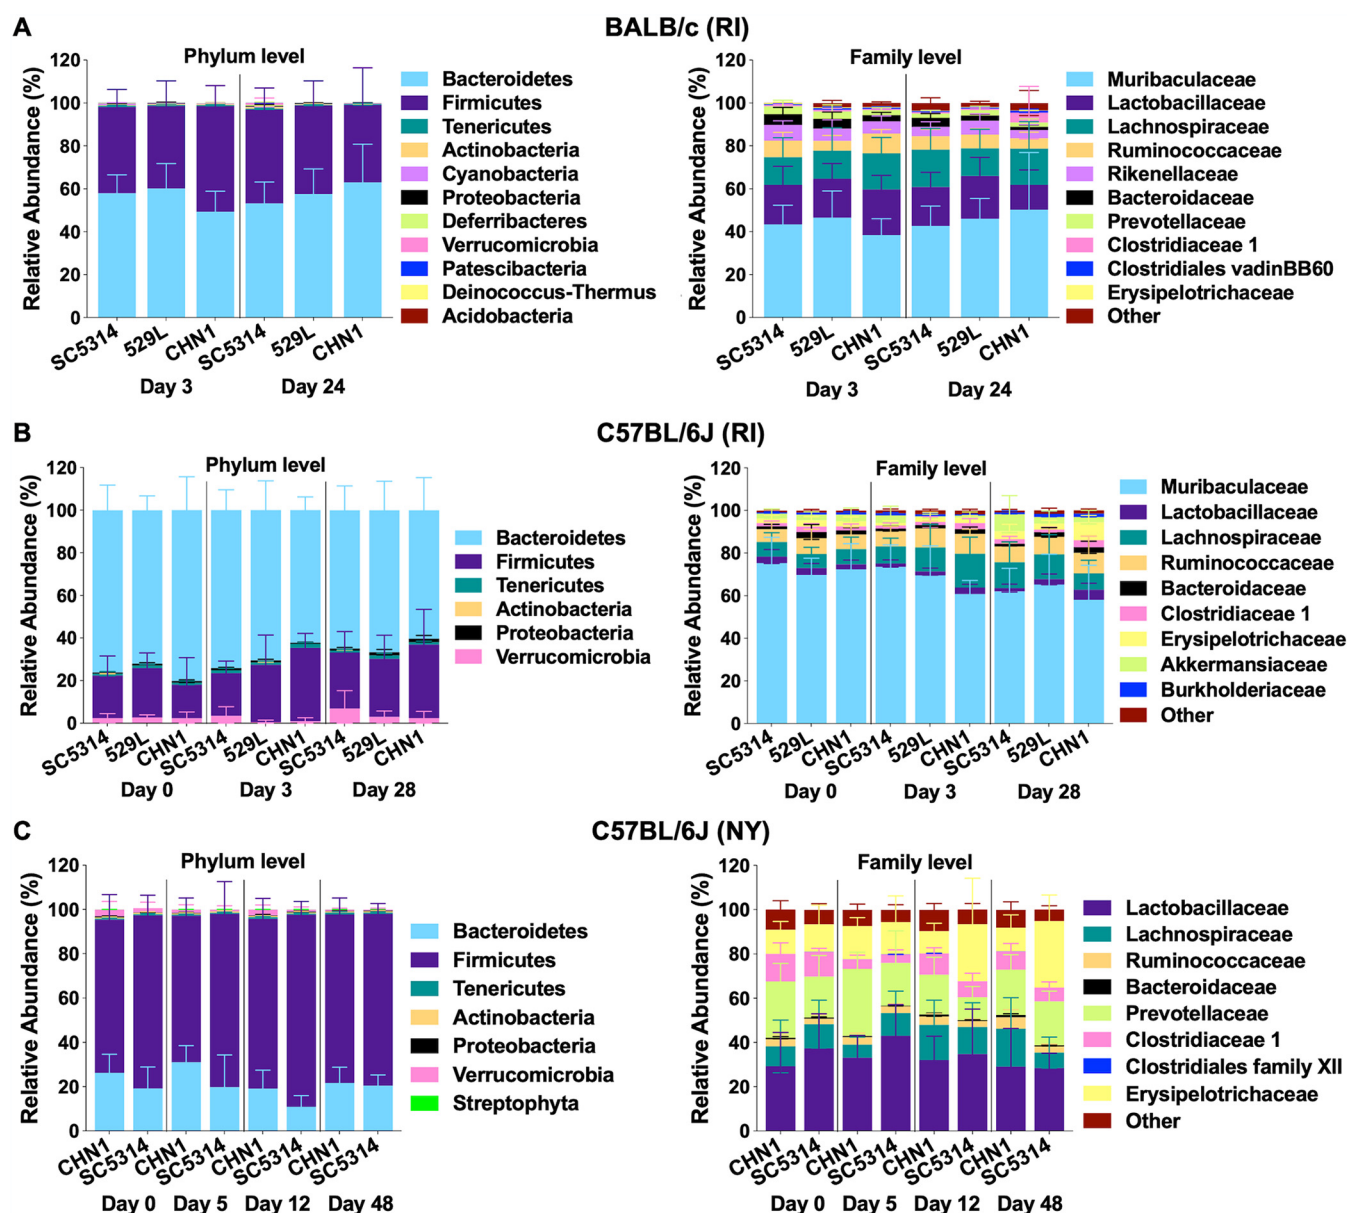 A
BALB/c (RI)
Phylum level
Relative Abundance (%)
120
100
80
60
40
20
0
SC5314
529L
CHN1
SC5314
529L
CHN1
Day 3
Day 24
Bacteroidetes
Firmicutes
Tenericutes
Actinobacteria
Cyanobacteria
Proteobacteria
Deferribacteres
Verrucomicrobia
Patescibacteria
Deinococcus-Thermus
Acidobacteria
Family level
Relative Abundance (%)
120
100
80
60
40
20
0
SC5314
529L
CHN1
SC5314
529L
CHN1
Day 3
Day 24
Muribaculaceae
Lactobacillaceae
Lachnospiraceae
Ruminococcaceae
Rikenellaceae
Bacteroidaceae
Prevotellaceae
Clostridiaceae 1
Clostridiales vadinBB60
Erysipelotrichaceae
Other
B
C57BL/6J (RI)
Phylum level
Relative Abundance (%)
120
100
80
60
40
20
0
SC5314
529L
CHN1
SC5314
529L
CHN1
SC5314
529L
CHN1
Day 0
Day 3
Day 28
Bacteroidetes
Firmicutes
Tenericutes
Actinobacteria
Proteobacteria
Verrucomicrobia
Family level
Relative Abundance (%)
120
100
80
60
40
20
0
SC5314
529L
CHN1
SC5314
529L
CHN1
SC5314
529L
CHN1
Day 0
Day 3
Day 28
Muribaculaceae
Lactobacillaceae
Lachnospiraceae
Ruminococcaceae
Bacteroidaceae
Clostridiaceae 1
Erysipelotrichaceae
Akkermansiaceae
Burkholderiaceae
Other
C
C57BL/6J (NY)
Phylum level
Relative Abundance (%)
120
100
80
60
40
20
0
CHN1
SC5314
CHN1
SC5314
CHN1
SC5314
CHN1
SC5314
Day 0
Day 5
Day 12
Day 48
Bacteroidetes
Firmicutes
Tenericutes
Actinobacteria
Proteobacteria
Verrucomicrobia
Streptophyta
Family level
Relative Abundance (%)
120
100
80
60
40
20
0
CHN1
SC5314
CHN1
SC5314
CHN1
SC5314
CHN1
SC5314
Day 0
Day 5
Day 12
Day 48
Lactobacillaceae
Lachnospiraceae
Ruminococcaceae
Bacteroidaceae
Prevotellaceae
Clostridiaceae 1
Clostridiales family XII
Erysipelotrichaceae
Other